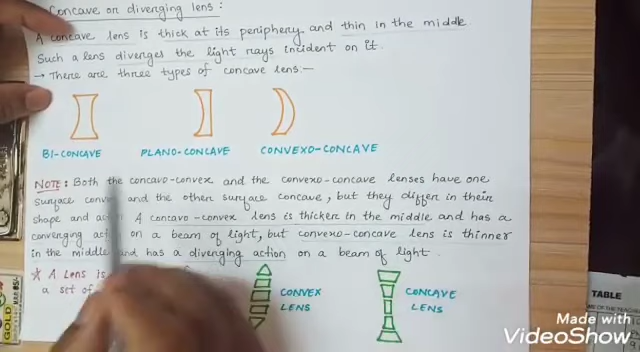 Concave or diverging lens :
A concave lens is thick at its periphery and thin in the middle
Such a lens diverges the light rays incident on it
→ There are three types of concave lens.—
BI-CONCAVE PLANO-CONCAVE CONVEXO-CONCAVE
NOTE: Both the concavo-convex and the convexo-concave lenses have one
surface and the other surface concave, but they differ in their
shape and A concavo-convex lens is thicker in the middle and has a
converging on a beam of light, but convexo-concave lens is thinner
in the middle and has a diverging action on a beam of light.
* A Lens is
a set of
CONVEX
LENS
CONCAVE
LENS
GOLD
TABLE
Made with
VideoShow